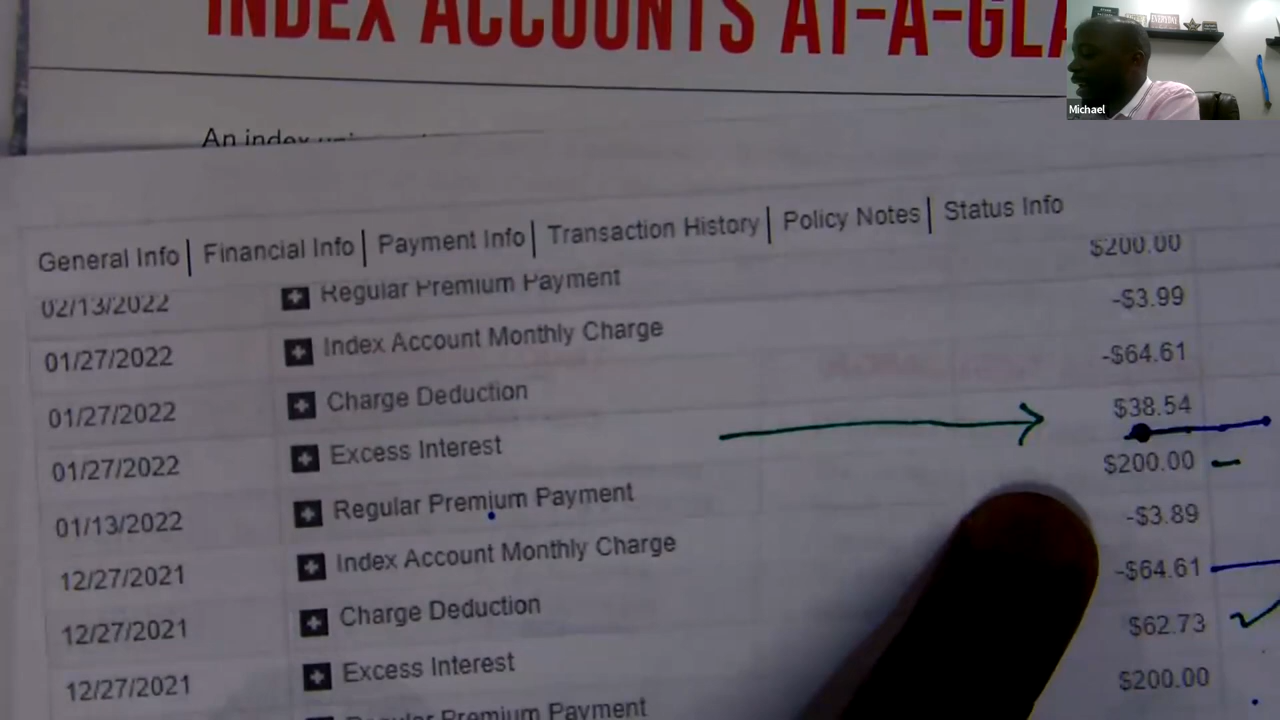 INDEX ACCOUNTS AT-A-GLA
An index
Michael
General Info | Financial Info | Payment Info | Transaction History | Policy Notes | Status Info
02/13/2022 Regular Premium Payment $200.00
01/27/2022 Index Account Monthly Charge -$3.99
01/27/2022 Charge Deduction -$64.61
01/27/2022 Excess Interest $38.54
01/13/2022 Regular Premium Payment $200.00
12/27/2021 Index Account Monthly Charge -$3.89
12/27/2021 Charge Deduction -$64.61
12/27/2021 Excess Interest $62.73
Regular Premium Payment $200.00